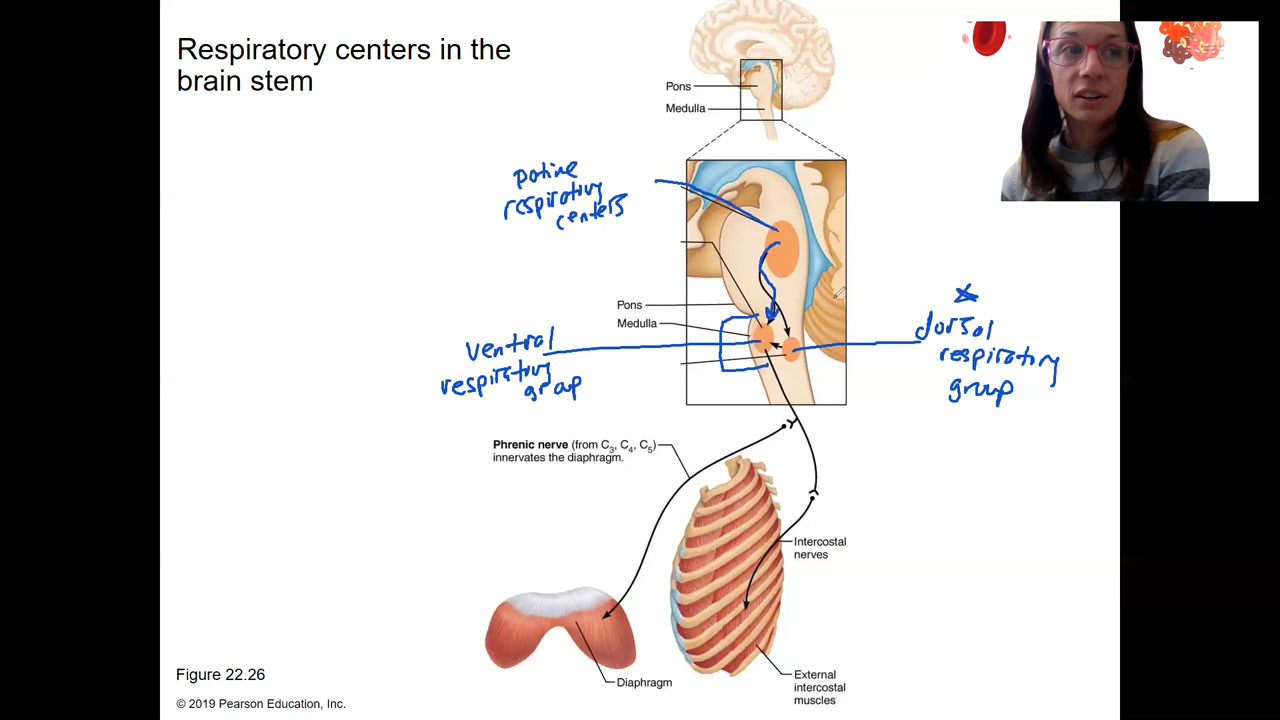 Respiratory centers in the
brain stem
Pons
Medulla
potine
respiratory
centers
Pons
Medulla
ventral
respiratory
group
dorsal
respiratory
group
Phrenic nerve (from C3, C4, C5)
innervates the diaphragm.
Intercostal
nerves
External
intercostal
muscles
Diaphragm
Figure 22.26
© 2019 Pearson Education, Inc.